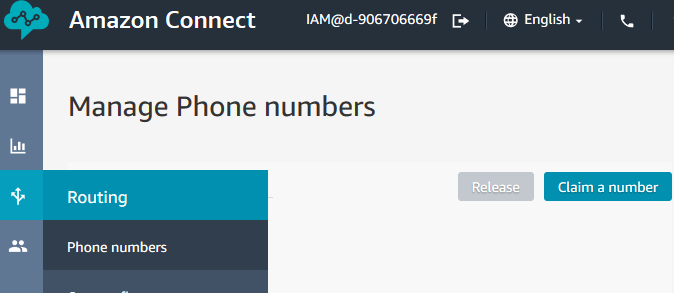 Amazon Connect
IAM@d-906706669f
English
Manage Phone numbers
Release
Claim a number
Routing
Phone numbers